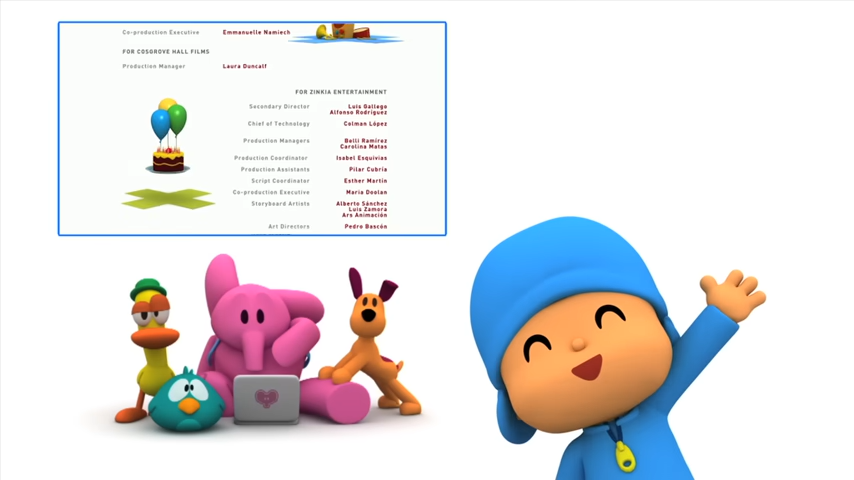 Co-production Executive Emmanuelle Namiech
FOR COSGROVE HALL FILMS
Production Manager Laura Duncalf
FOR ZINKIA ENTERTAINMENT
Secondary Director Luis Gallego
Alfonso Rodríguez
Chief of Technology Colman López
Production Managers Balli Ramírez
Carolina Matas
Production Coordinator Isabel Esquivias
Production Assistants Pilar Cubría
Script Coordinator Esther Martín
Co-production Executive María Doolan
Storyboard Artists Alberto Sánchez
Luis Zamora
Ars Animación
Art Directors Pedro Bascón